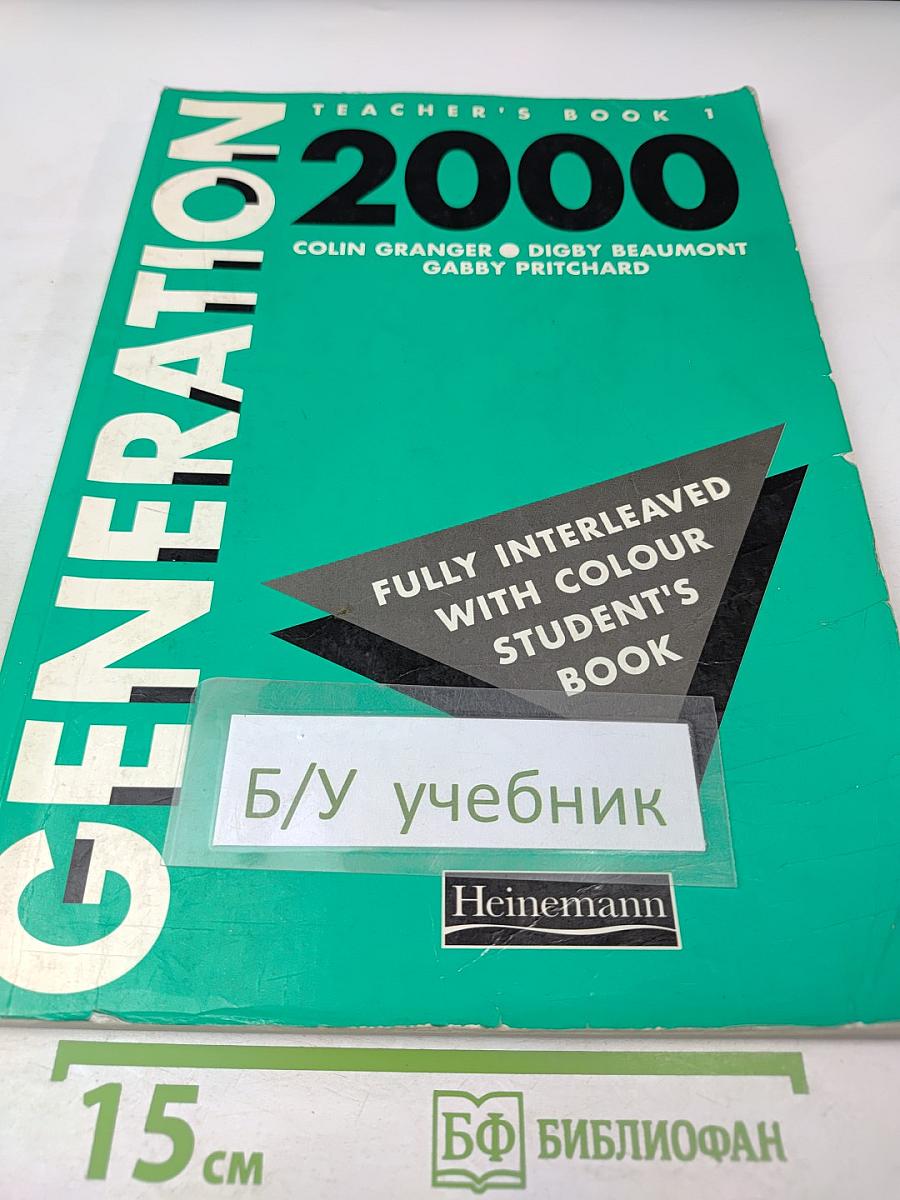 GENERATION
TEACHER'S BOOK 1
2000
COLIN GRANGER ● DIGBY BEAUMONT
GABBY PRITCHARD
FULLY INTERLEAVED
WITH COLOUR
STUDENT'S
BOOK
Б/У учебник
Heinemann
15 см
БФ БИБЛИОФАН